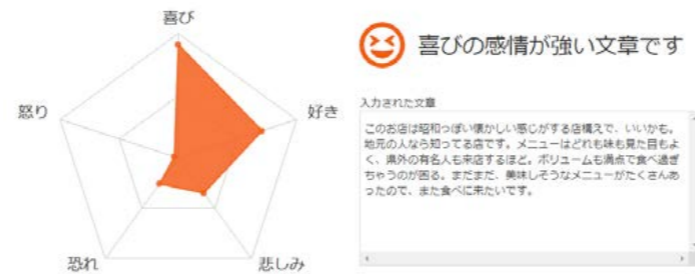 喜び
好き
悲しみ
恐れ
怒り
喜びの感情が強い文章です
入力された文章
このお店は昭和っぽい懐かしい感じがする店構えで、いいかも。
地元の人なら知ってる店です。メニューはどれも味も見た目もよ
く、県外の有名人も来店するほど。ボリュームも満点で食べ過ぎ
ちゃうのが困る。まだまだ、美味しそうなメニューがたくさんあ
ったので、また食べに来たいです。